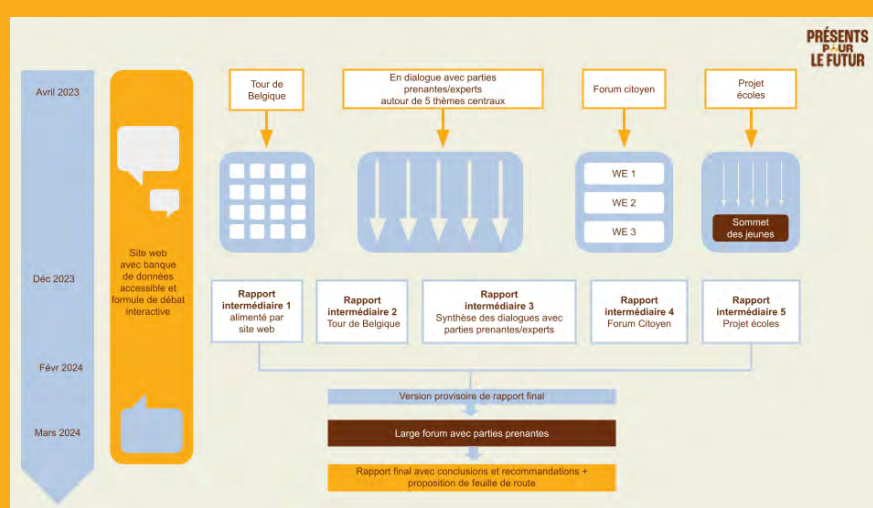 PRÉSENTS
POUR
LE FUTUR
Avril 2023
Déc 2023
Févr 2024
Mars 2024
Site web
avec banque
de données
accessible et
formule de débat
interactive
Tour de
Belgique
En dialogue avec parties
prenantes/experts
autour de 5 thèmes centraux
Forum citoyen
Projet
écoles
WE 1
WE 2
WE 3
Sommet
des jeunes
Rapport
intermédiaire 1
alimenté par
site web
Rapport
intermédiaire 2
Tour de Belgique
Rapport
intermédiaire 3
Synthèse des dialogues avec
parties prenantes/experts
Rapport
intermédiaire 4
Forum Citoyen
Rapport
intermédiaire 5
Projet écoles
Version provisoire de rapport final
Large forum avec parties prenantes
Rapport final avec conclusions et recommandations +
proposition de feuille de route